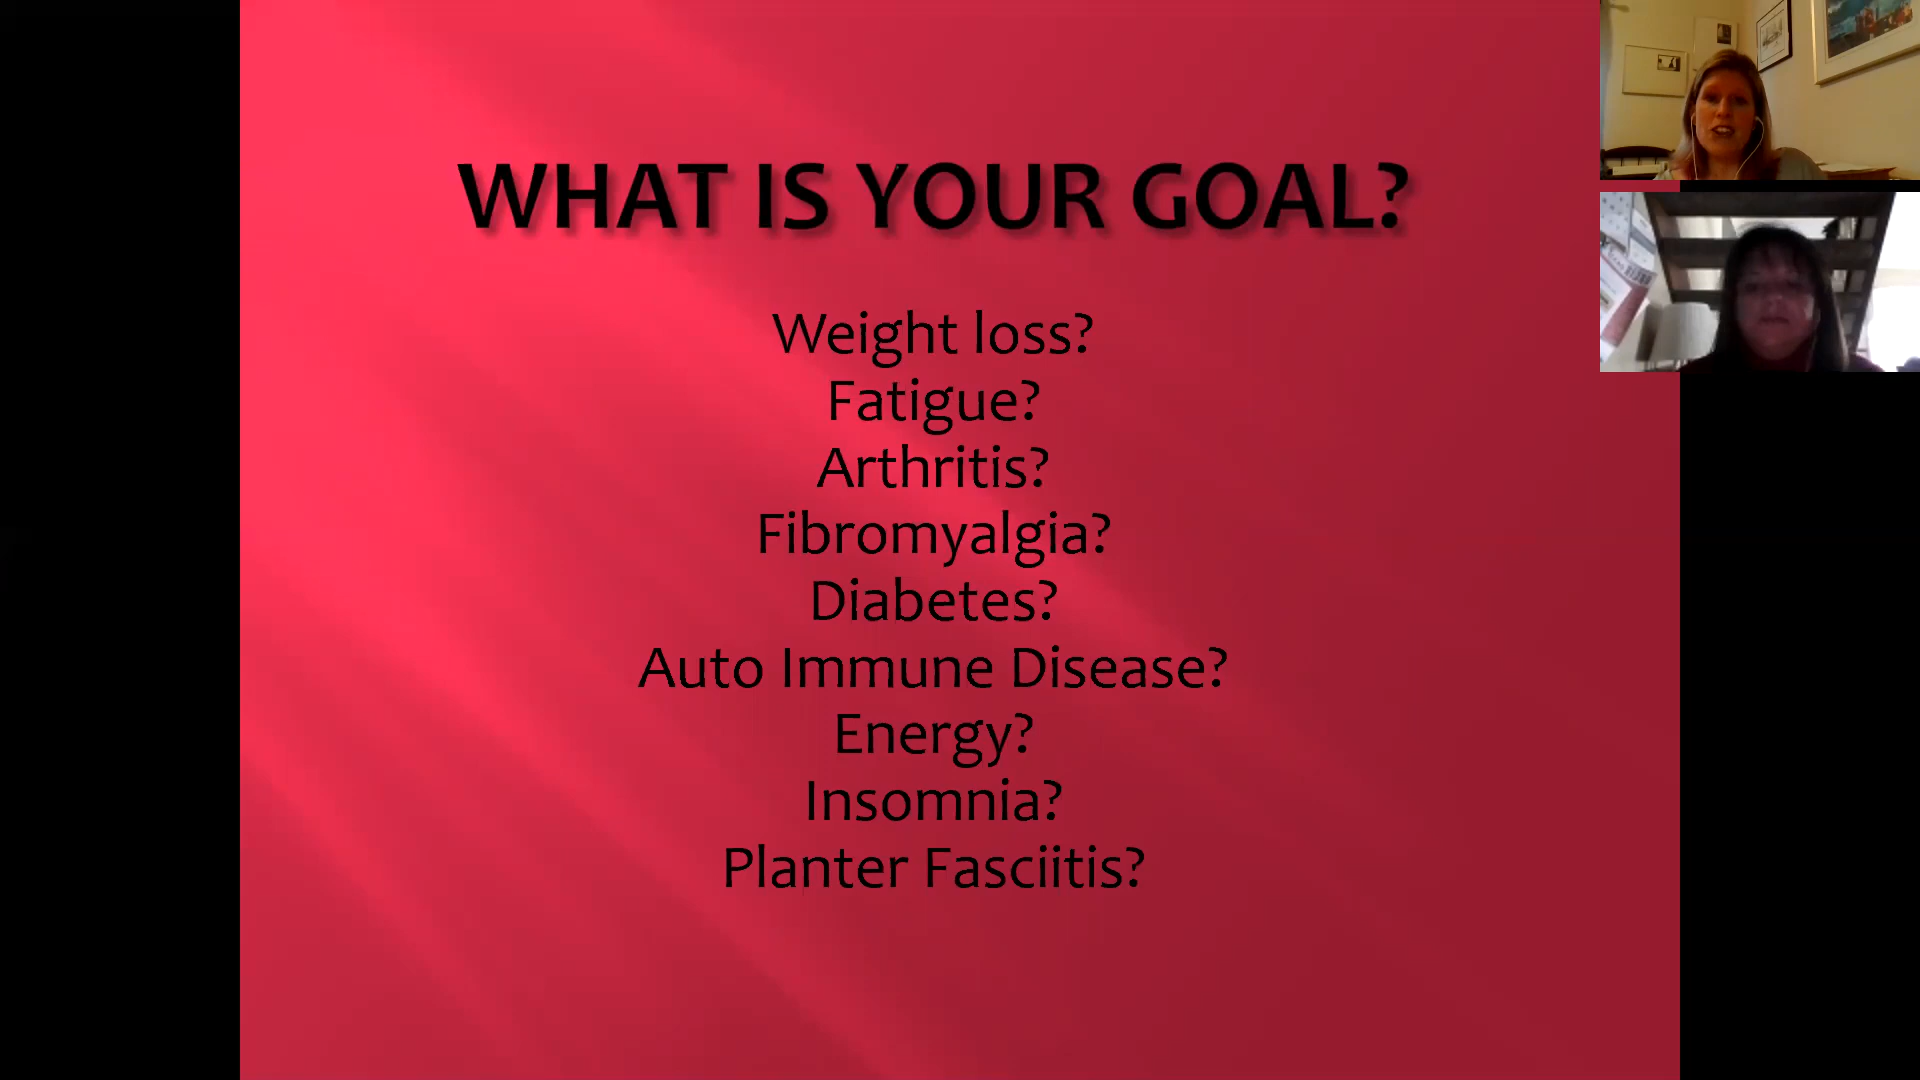 WHAT IS YOUR GOAL?
Weight loss?
Fatigue?
Arthritis?
Fibromyalgia?
Diabetes?
Auto Immune Disease?
Energy?
Insomnia?
Planter Fasciitis?